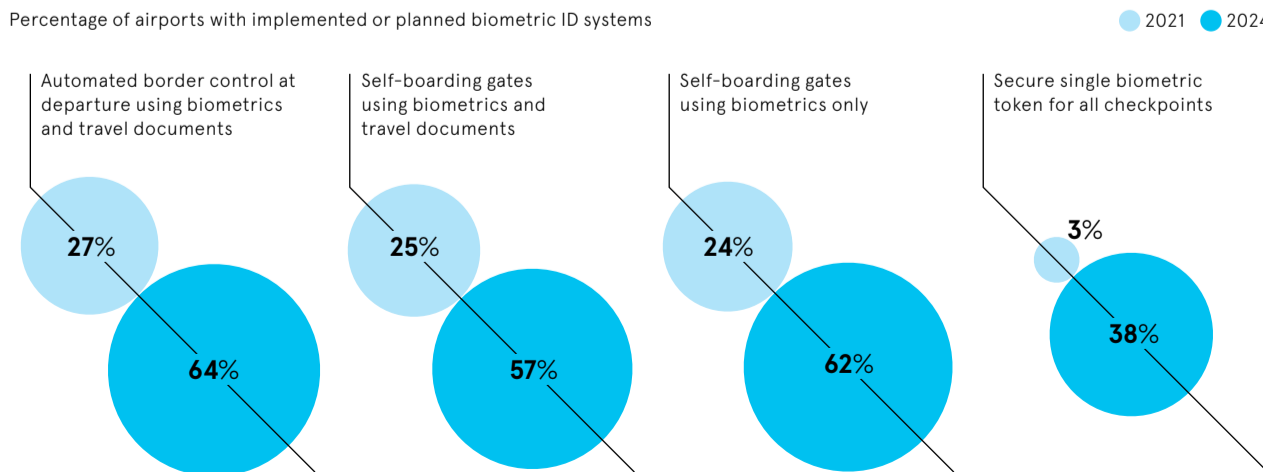 Percentage of airports with implemented or planned biometric ID systems
2021
Automated border control at
departure using biometrics
and travel documents
27%
64%
Self-boarding gates
using biometrics and
travel documents
25%
57%
Self-boarding gates
using biometrics only
24%
62%
Secure single biometric
token for all checkpoints
3%
38%